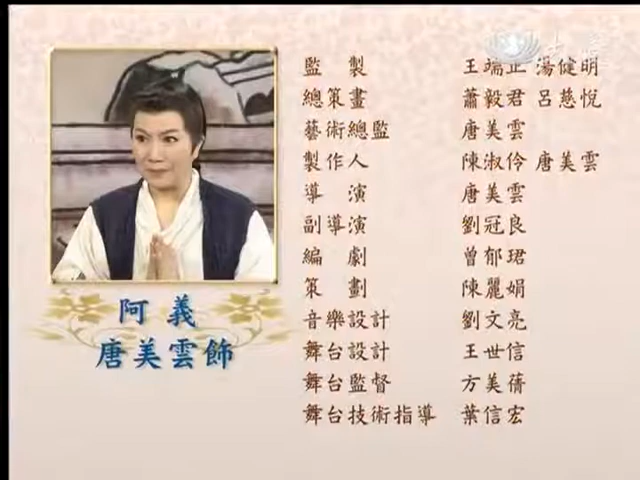 監 製 王端正 湯健明
總策畫 蕭毅君 呂慈悅
藝術總監 唐美雲
製作人 陳淑伶 唐美雲
導 演 唐美雲
副導演 劉冠良
編 劇 曾郁珺
策 劃 陳麗娟
音樂設計 劉文亮
舞台設計 王世信
舞台監督 方美蒨
舞台技術指導 葉信宏
阿 義
唐美雲飾